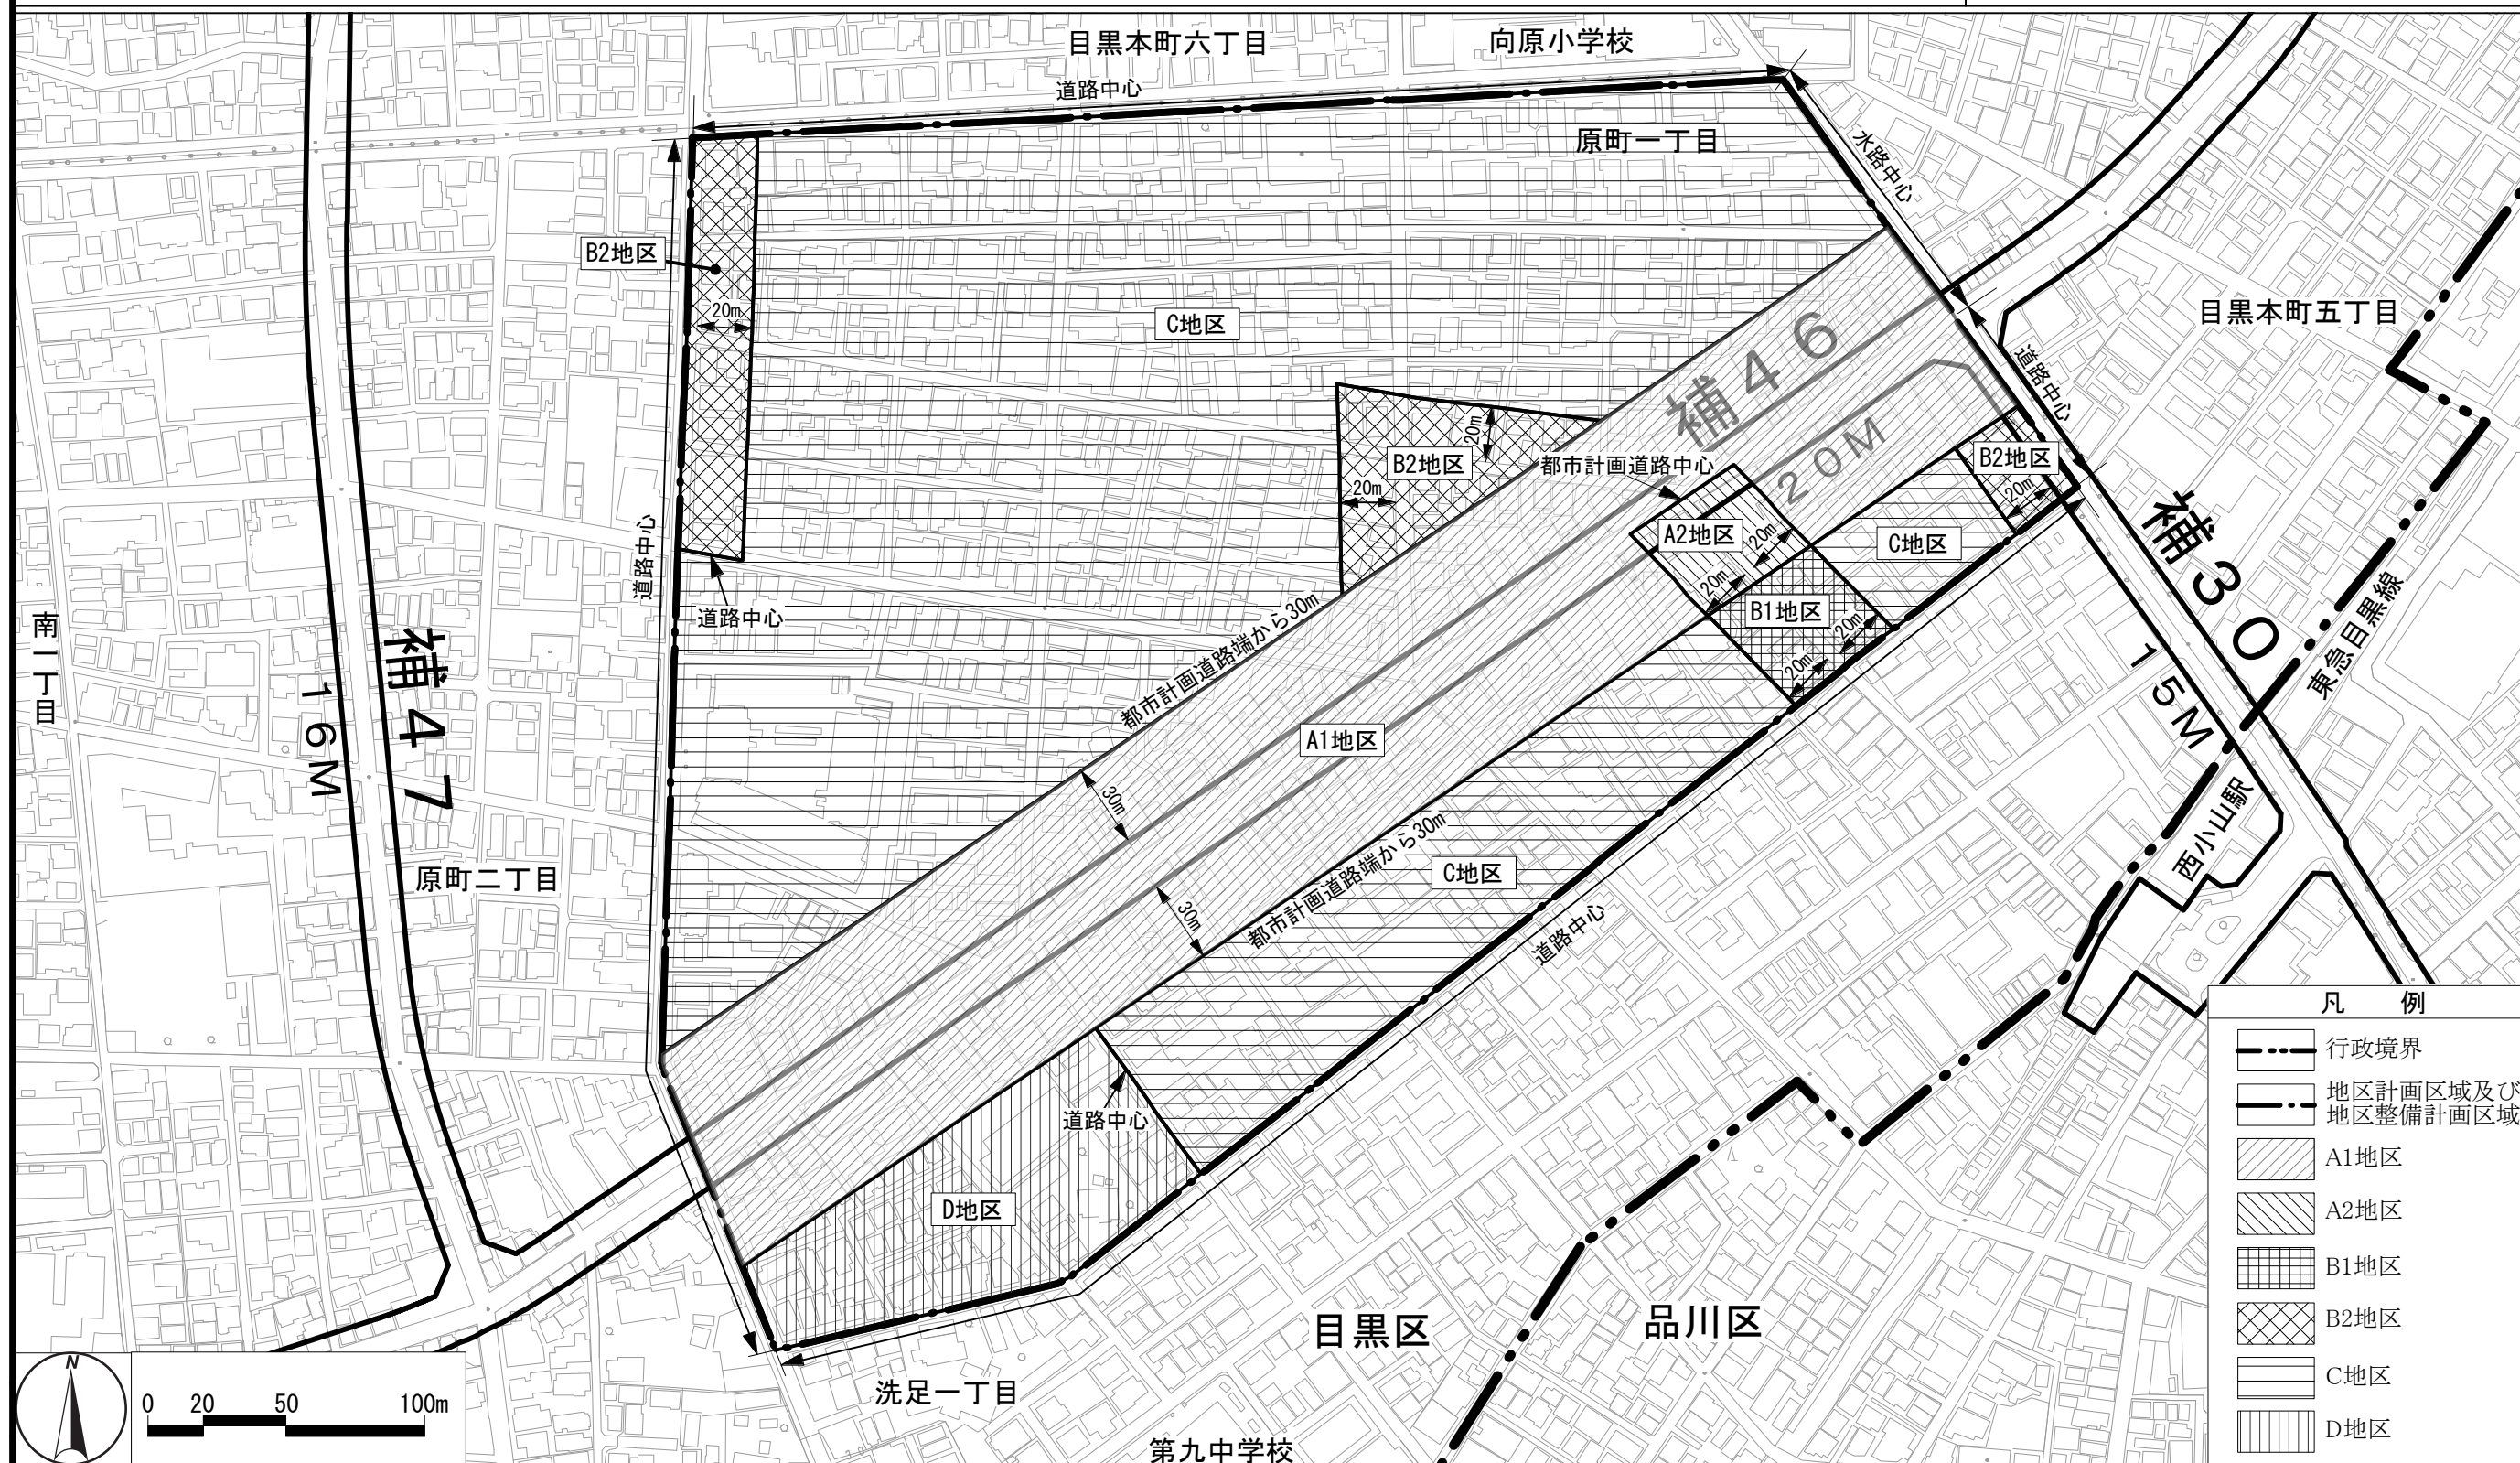 目黒本町六丁目
向原小学校
道路中心
原町一丁目
水路中心
B2地区
20m
C地区
補46
20M
目黒本町五丁目
道路中心
B2地区
20m
20m
都市計画道路中心
A2地区
20m
20m
B2地区
20m
C地区
B1地区
20m
20m
補30
15M
東急目黒線
西小山駅
道路中心
道路中心
南一丁目
補47
16M
都市計画道路端から30m
A1地区
30m
都市計画道路端から30m
30m
C地区
道路中心
原町二丁目
道路中心
D地区
目黒区
品川区
洗足一丁目
第九中学校
N
0 20 50 100m
凡 例
行政境界
地区計画区域及び
地区整備計画区域
A1地区
A2地区
B1地区
B2地区
C地区
D地区